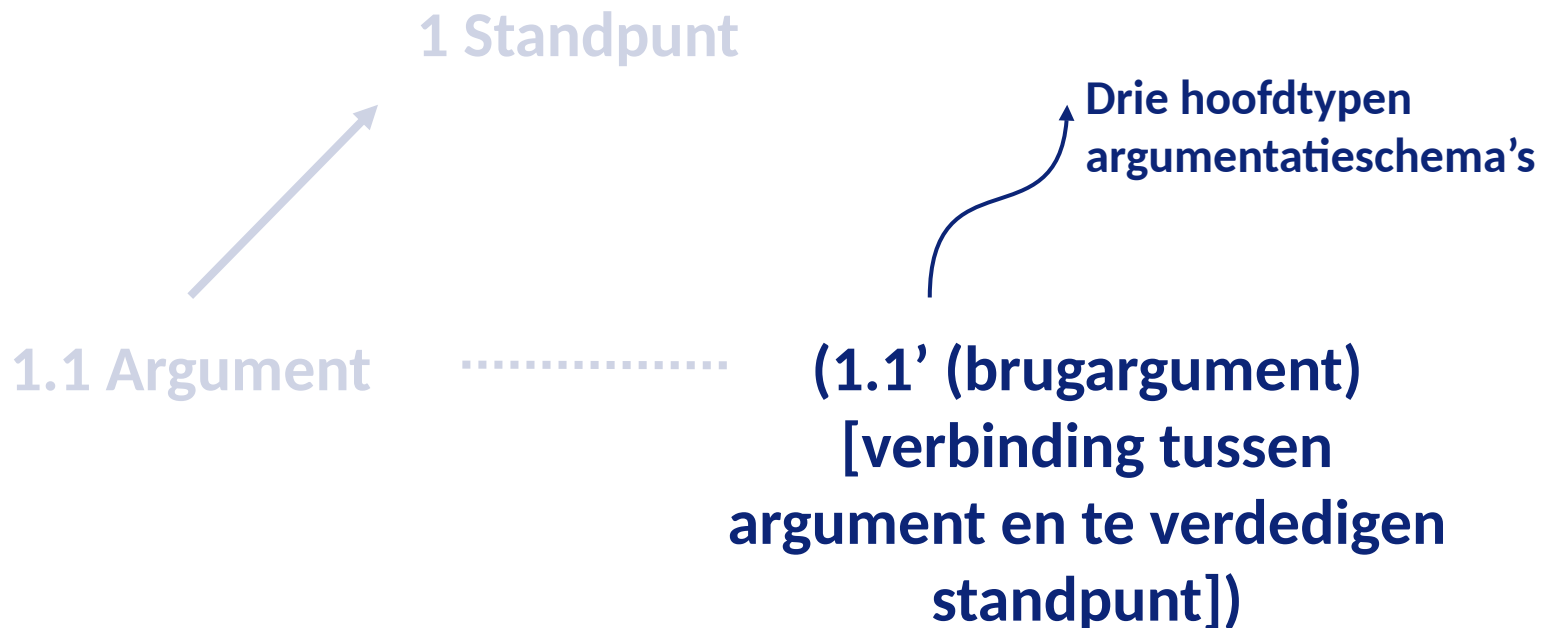 1 Standpunt
Drie hoofdtypen
argumentatieschema’s
1.1 Argument
(1.1’ (brugargument)
[verbinding tussen
argument en te verdedigen
standpunt])